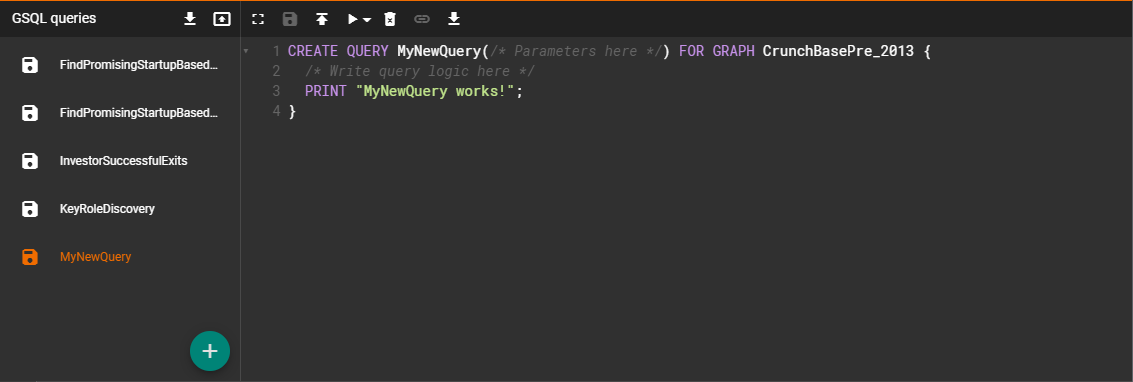 GSQL queries
FindPromisingStartupBased...
FindPromisingStartupBased...
InvestorSuccessfulExits
KeyRoleDiscovery
MyNewQuery
1 CREATE QUERY MyNewQuery(/* Parameters here */) FOR GRAPH CrunchBasePre_2013 {
2 /* Write query logic here */
3 PRINT "MyNewQuery works!";
4 }